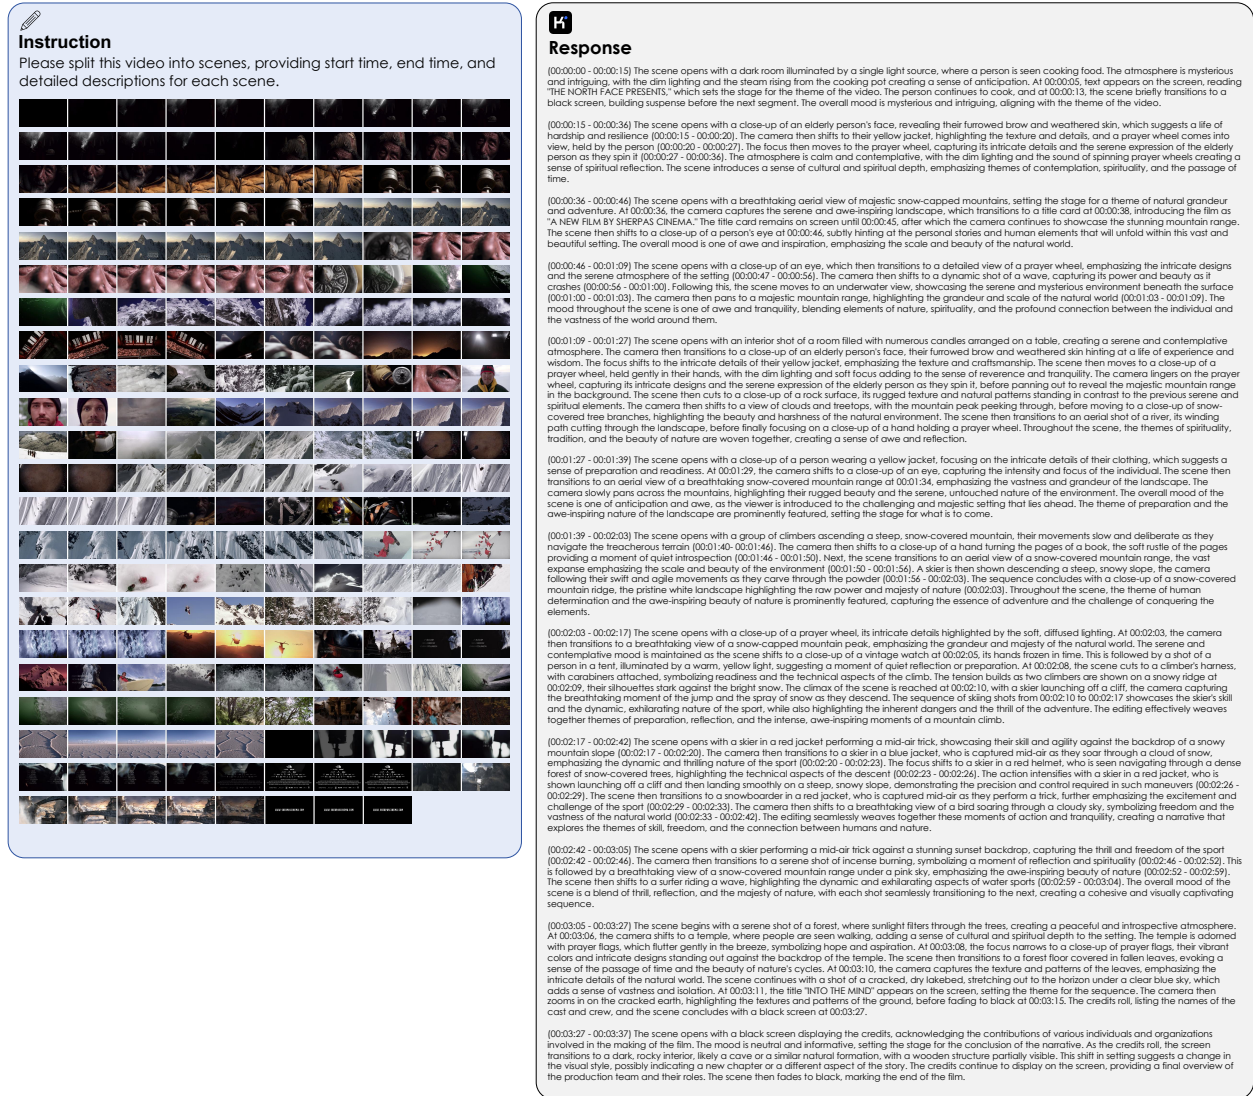 Instruction
Please split this video into scenes, providing start time, end time, and
detailed descriptions for each scene.
Response
(00:00:00 - 00:00:15) The scene opens with a dark room illuminated by a single light source, where a person is seen cooking food. The atmosphere is mysterious
and intriguing, with the dim lighting and the steam rising from the cooking pot creating a sense of anticipation. At 00:00:05, text appears on the screen, reading
"THE NORTH FACE PRESENTS," which sets the stage for the theme of the video. The person continues to cook, and at 00:00:13, the scene briefly transitions to a
black screen, building suspense before the next segment. The overall mood is mysterious and intriguing, aligning with the theme of the video.
(00:00:15 - 00:00:36) The scene opens with a close-up of an elderly person's face, revealing their furrowed brow and weathered skin, which suggests a life of
hardship and resilience (00:00:15 - 00:00:20). The camera then shifts to their yellow jacket, highlighting the texture and details, and a prayer wheel comes into
view, held by the person (00:00:20 - 00:00:27). The focus then moves to the prayer wheel, capturing its intricate details and the serene expression of the elderly
person as they spin it (00:00:27 - 00:00:36). The atmosphere is calm and contemplative, with the dim lighting and the sound of spinning prayer wheels creating a
sense of spiritual reflection. The scene introduces a sense of cultural and spiritual depth, emphasizing themes of contemplation, spirituality, and the passage of
time.
(00:00:36 - 00:00:46) The scene opens with a breathtaking aerial view of majestic snow-capped mountains, setting the stage for a theme of natural grandeur
and adventure. At 00:00:36, the camera captures the serene and awe-inspiring landscape, which transitions to a title card at 00:00:38, introducing the film as
"A NEW FILM BY SHERPAS CINEMA." The title card remains on screen until 00:00:45, after which the camera continues to showcase the stunning mountain range.
The scene then shifts to a close-up of a person's eye at 00:00:46, subtly hinting at the personal stories and human elements that will unfold within this vast and
beautiful setting. The overall mood is one of awe and inspiration, emphasizing the scale and beauty of the natural world.
(00:00:46 - 00:01:09) The scene opens with a close-up of an eye, which then transitions to a detailed view of a prayer wheel, emphasizing the intricate designs
and the serene atmosphere of the setting (00:00:47 - 00:00:56). The camera then shifts to a dynamic shot of a wave, capturing its power and beauty as it
crashes (00:00:56 - 00:01:00). Following this, the scene moves to an underwater view, showcasing the serene and mysterious environment beneath the surface
(00:01:00 - 00:01:03). The camera then pans to a majestic mountain range, highlighting the grandeur and scale of the natural world (00:01:03 - 00:01:09). The
mood throughout the scene is one of awe and tranquility, blending elements of nature, spirituality, and the profound connection between the individual and
the vastness of the world around them.
(00:01:09 - 00:01:27) The scene opens with an interior shot of a room filled with numerous candles arranged on a table, creating a serene and contemplative
atmosphere. The camera then transitions to a close-up of an elderly person's face, their furrowed brow and weathered skin hinting at a life of experience and
wisdom. The focus shifts to the intricate details of their yellow jacket, emphasizing the texture and craftsmanship. The scene then moves to a close-up of a
prayer wheel, held gently in their hands, with the dim lighting and soft focus adding to the sense of reverence and tranquility. The camera lingers on the prayer
wheel, capturing its intricate designs and the serene expression of the elderly person as they spin it, before panning out to reveal the majestic mountain range
in the background. The scene then cuts to a close-up of a rock surface, its rugged texture and natural patterns standing in contrast to the previous serene and
spiritual elements. The camera then shifts to a view of clouds and treetops, with the mountain peak peeking through, before moving to a close-up of snow-
covered tree branches, highlighting the beauty and harshness of the natural environment. The scene then transitions to an aerial shot of a river, its winding
path cutting through the landscape, before finally focusing on a close-up of a hand holding a prayer wheel. Throughout the scene, the themes of spirituality,
tradition, and the beauty of nature are woven together, creating a sense of awe and reflection.
(00:01:27 - 00:01:39) The scene opens with a close-up of a person wearing a yellow jacket, focusing on the intricate details of their clothing, which suggests a
sense of preparation and readiness. At 00:01:29, the camera shifts to a close-up of an eye, capturing the intensity and focus of the individual. The scene then
transitions to an aerial view of a breathtaking snow-covered mountain range at 00:01:34, emphasizing the vastness and grandeur of the landscape. The
camera slowly pans across the mountains, highlighting their rugged beauty and the serene, untouched nature of the environment. The overall mood of the
scene is one of anticipation and awe, as the viewer is introduced to the challenging and majestic setting that lies ahead. The theme of preparation and the
awe-inspiring nature of the landscape are prominently featured, setting the stage for what is to come.
(00:01:39 - 00:02:03) The scene opens with a group of climbers ascending a steep, snow-covered mountain, their movements slow and deliberate as they
navigate the treacherous terrain (00:01:40- 00:01:46). The camera then shifts to a close-up of a hand turning the pages of a book, the soft rustle of the pages
providing a moment of quiet introspection (00:01:46 - 00:01:50). Next, the scene transitions to an aerial view of a snow-covered mountain range, the vast
expanse emphasizing the scale and beauty of the environment (00:01:50 - 00:01:56). A skier is then shown descending a steep, snowy slope, the camera
following their swift and agile movements as they carve through the powder (00:01:56 - 00:02:03). The sequence concludes with a close-up of a snow-covered
mountain ridge, the pristine white landscape highlighting the raw power and majesty of nature (00:02:03). Throughout the scene, the theme of human
determination and the awe-inspiring beauty of nature is prominently featured, capturing the essence of adventure and the challenge of conquering the
elements.
(00:02:03 - 00:02:17) The scene opens with a close-up of a prayer wheel, its intricate details highlighted by the soft, diffused lighting. At 00:02:03, the camera
then transitions to a breathtaking view of a snow-capped mountain peak, emphasizing the grandeur and majesty of the natural world. The serene and
contemplative mood is maintained as the scene shifts to a close-up of a vintage watch at 00:02:05, its hands frozen in time. This is followed by a shot of a
person in a tent, illuminated by a warm, yellow light, suggesting a moment of quiet reflection or preparation. At 00:02:08, the scene cuts to a climber's harness,
with carabiners attached, symbolizing readiness and the technical aspects of the climb. The tension builds as two climbers are shown on a snowy ridge at
00:02:09, their silhouettes stark against the bright snow. The climax of the scene is reached at 00:02:10, with a skier launching off a cliff, the camera capturing
the breathtaking moment of the jump and the spray of snow as they descend. The sequence of skiing shots from 00:02:10 to 00:02:17 showcases the skier's skill
and the dynamic, exhilarating nature of the sport, while also highlighting the inherent dangers and the thrill of the adventure. The editing effectively weaves
together themes of preparation, reflection, and the intense, awe-inspiring moments of a mountain climb.
(00:02:17 - 00:02:42) The scene opens with a skier in a red jacket performing a mid-air trick, showcasing their skill and agility against the backdrop of a snowy
mountain slope (00:02:17 - 00:02:20). The camera then transitions to a skier in a blue jacket, who is captured mid-air as they soar through a cloud of snow,
emphasizing the dynamic and thrilling nature of the sport (00:02:20 - 00:02:23). The focus shifts to a skier in a red helmet, who is seen navigating through a dense
forest of snow-covered trees, highlighting the technical aspects of the descent (00:02:23 - 00:02:26). The action intensifies with a skier in a red jacket, who is
shown launching off a cliff and then landing smoothly on a steep, snowy slope, demonstrating the precision and control required in such maneuvers (00:02:26 -
00:02:29). The scene then transitions to a snowboarder in a red jacket, who is captured mid-air as they perform a trick, further emphasizing the excitement and
challenge of the sport (00:02:29 - 00:02:33). The camera then shifts to a breathtaking view of a bird soaring through a cloudy sky, symbolizing freedom and the
vastness of the natural world (00:02:33 - 00:02:42). The editing seamlessly weaves together these moments of action and tranquility, creating a narrative that
explores the themes of skill, freedom, and the connection between humans and nature.
(00:02:42 - 00:03:05) The scene opens with a skier performing a mid-air trick against a stunning sunset backdrop, capturing the thrill and freedom of the sport
(00:02:42 - 00:02:46). The camera then transitions to a serene shot of incense burning, symbolizing a moment of reflection and spirituality (00:02:46 - 00:02:52). This
is followed by a breathtaking view of a snow-covered mountain range under a pink sky, emphasizing the awe-inspiring beauty of nature (00:02:52 - 00:02:59).
The scene then shifts to a surfer riding a wave, highlighting the dynamic and exhilarating aspects of water sports (00:02:59 - 00:03:04). The overall mood of the
scene is a blend of thrill, reflection, and the majesty of nature, with each shot seamlessly transitioning to the next, creating a cohesive and visually captivating
sequence.
(00:03:05 - 00:03:27) The scene begins with a serene shot of a forest, where sunlight filters through the trees, creating a peaceful and introspective atmosphere.
At 00:03:06, the camera shifts to a temple, where people are seen walking, adding a sense of cultural and spiritual depth to the setting. The temple is adorned
with prayer flags, which flutter gently in the breeze, symbolizing hope and aspiration. At 00:03:08, the focus narrows to a close-up of prayer flags, their vibrant
colors and intricate designs standing out against the backdrop of the temple. The scene then transitions to a forest floor covered in fallen leaves, evoking a
sense of the passage of time and the beauty of nature's cycles. At 00:03:10, the camera captures the texture and patterns of the leaves, emphasizing the
intricate details of the natural world. The scene continues with a shot of a cracked, dry lakebed, stretching out to the horizon under a clear blue sky, which
adds a sense of vastness and isolation. At 00:03:11, the title "INTO THE MIND" appears on the screen, setting the theme for the sequence. The camera then
zooms in on the cracked earth, highlighting the textures and patterns of the ground, before fading to black at 00:03:15. The credits roll, listing the names of the
cast and crew, and the scene concludes with a black screen at 00:03:27.
(00:03:27 - 00:03:37) The scene opens with a black screen displaying the credits, acknowledging the contributions of various individuals and organizations
involved in the making of the film. The mood is neutral and informative, setting the stage for the conclusion of the narrative. As the credits roll, the screen
transitions to a dark, rocky interior, likely a cave or a similar natural formation, with a wooden structure partially visible. This shift in setting suggests a change in
the visual style, possibly indicating a new chapter or a different aspect of the story. The credits continue to display on the screen, providing a final overview of
the production team and their roles. The scene then fades to black, marking the end of the film.